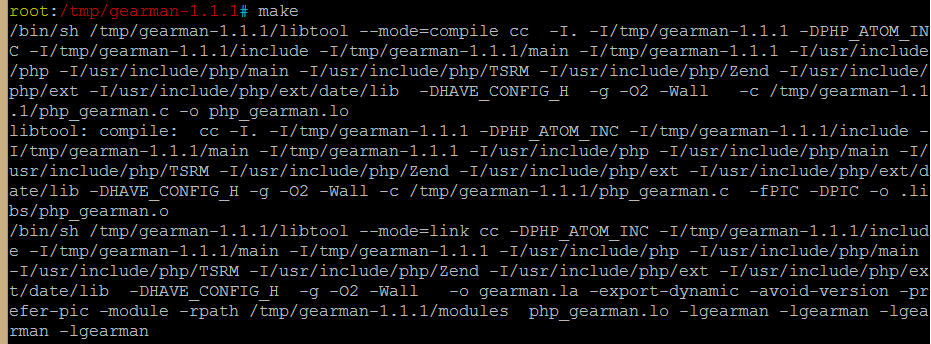 root:/tmp/gearman-1.1.1# make
/bin/sh /tmp/gearman-1.1.1/libtool --mode=compile cc  -I. -I/tmp/gearman-1.1.1 -DPHP_ATOM_IN
C -I/tmp/gearman-1.1.1/include -I/tmp/gearman-1.1.1/main -I/tmp/gearman-1.1.1 -I/usr/include
/php -I/usr/include/php/main -I/usr/include/php/TSRM -I/usr/include/php/Zend -I/usr/include/
php/ext -I/usr/include/php/ext/date/lib  -DHAVE_CONFIG_H  -g -O2 -Wall   -c /tmp/gearman-1.1
.1/php_gearman.c -o php_gearman.lo
libtool: compile:  cc -I. -I/tmp/gearman-1.1.1 -DPHP_ATOM_INC -I/tmp/gearman-1.1.1/include -
I/tmp/gearman-1.1.1/main -I/tmp/gearman-1.1.1 -I/usr/include/php -I/usr/include/php/main -I/
usr/include/php/TSRM -I/usr/include/php/Zend -I/usr/include/php/ext -I/usr/include/php/ext/d
ate/lib -DHAVE_CONFIG_H -g -O2 -Wall -c /tmp/gearman-1.1.1/php_gearman.c  -fPIC -DPIC -o .li
bs/php_gearman.o
/bin/sh /tmp/gearman-1.1.1/libtool --mode=link cc -DPHP_ATOM_INC -I/tmp/gearman-1.1.1/includ
e -I/tmp/gearman-1.1.1/main -I/tmp/gearman-1.1.1 -I/usr/include/php -I/usr/include/php/main
-I/usr/include/php/TSRM -I/usr/include/php/Zend -I/usr/include/php/ext -I/usr/include/php/ex
t/date/lib  -DHAVE_CONFIG_H  -g -O2 -Wall   -o gearman.la -export-dynamic -avoid-version -pr
efer-pic -module -rpath /tmp/gearman-1.1.1/modules  php_gearman.lo -lgearman -lgearman -lgea
rman -lgearman